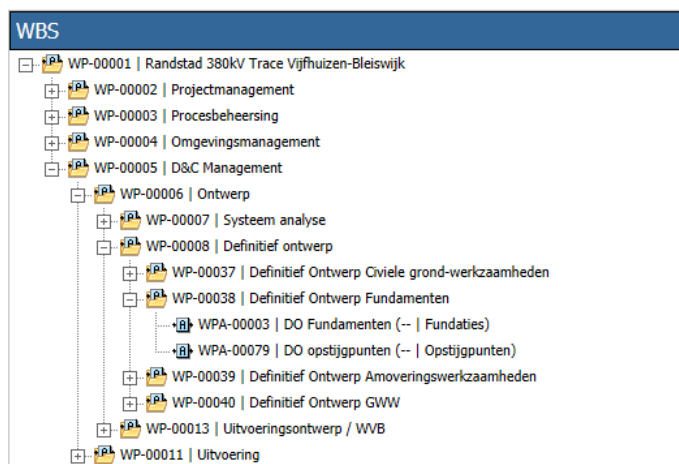 WBS
WP-00001 | Randstad 380kV Trace Vijfhuizen-Bleiswijk
WP-00002 | Projectmanagement
WP-00003 | Procesbeheersing
WP-00004 | Omgevingsmanagement
WP-00005 | D&C Management
WP-00006 | Ontwerp
WP-00007 | Systeem analyse
WP-00008 | Definitief ontwerp
WP-00037 | Definitief Ontwerp Civiele grond-werkzaamheden
WP-00038 | Definitief Ontwerp Fundamenten
WPA-00003 | DO Fundamenten (-- | Fundaties)
WPA-00079 | DO opstijgpunten (-- | Opstijgpunten)
WP-00039 | Definitief Ontwerp Amoveringswerkzaamheden
WP-00040 | Definitief Ontwerp GWW
WP-00013 | Uitvoeringsontwerp / WVB
WP-00011 | Uitvoering